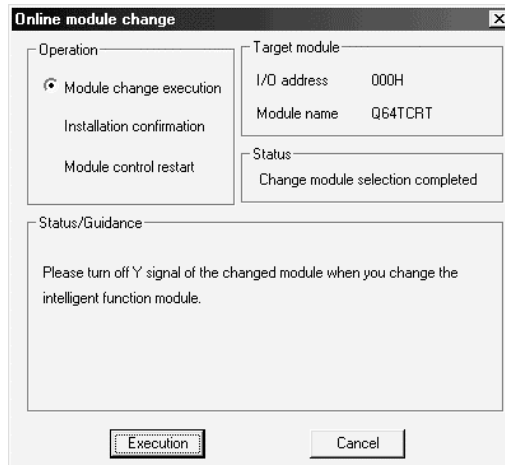 Online module change
Operation
Module change execution
Installation confirmation
Module control restart
Target module
I/O address 000H
Module name Q64TCRT
Status
Change module selection completed
Status/Guidance
Please turn off Y signal of the changed module when you change the
intelligent function module.
Execution Cancel